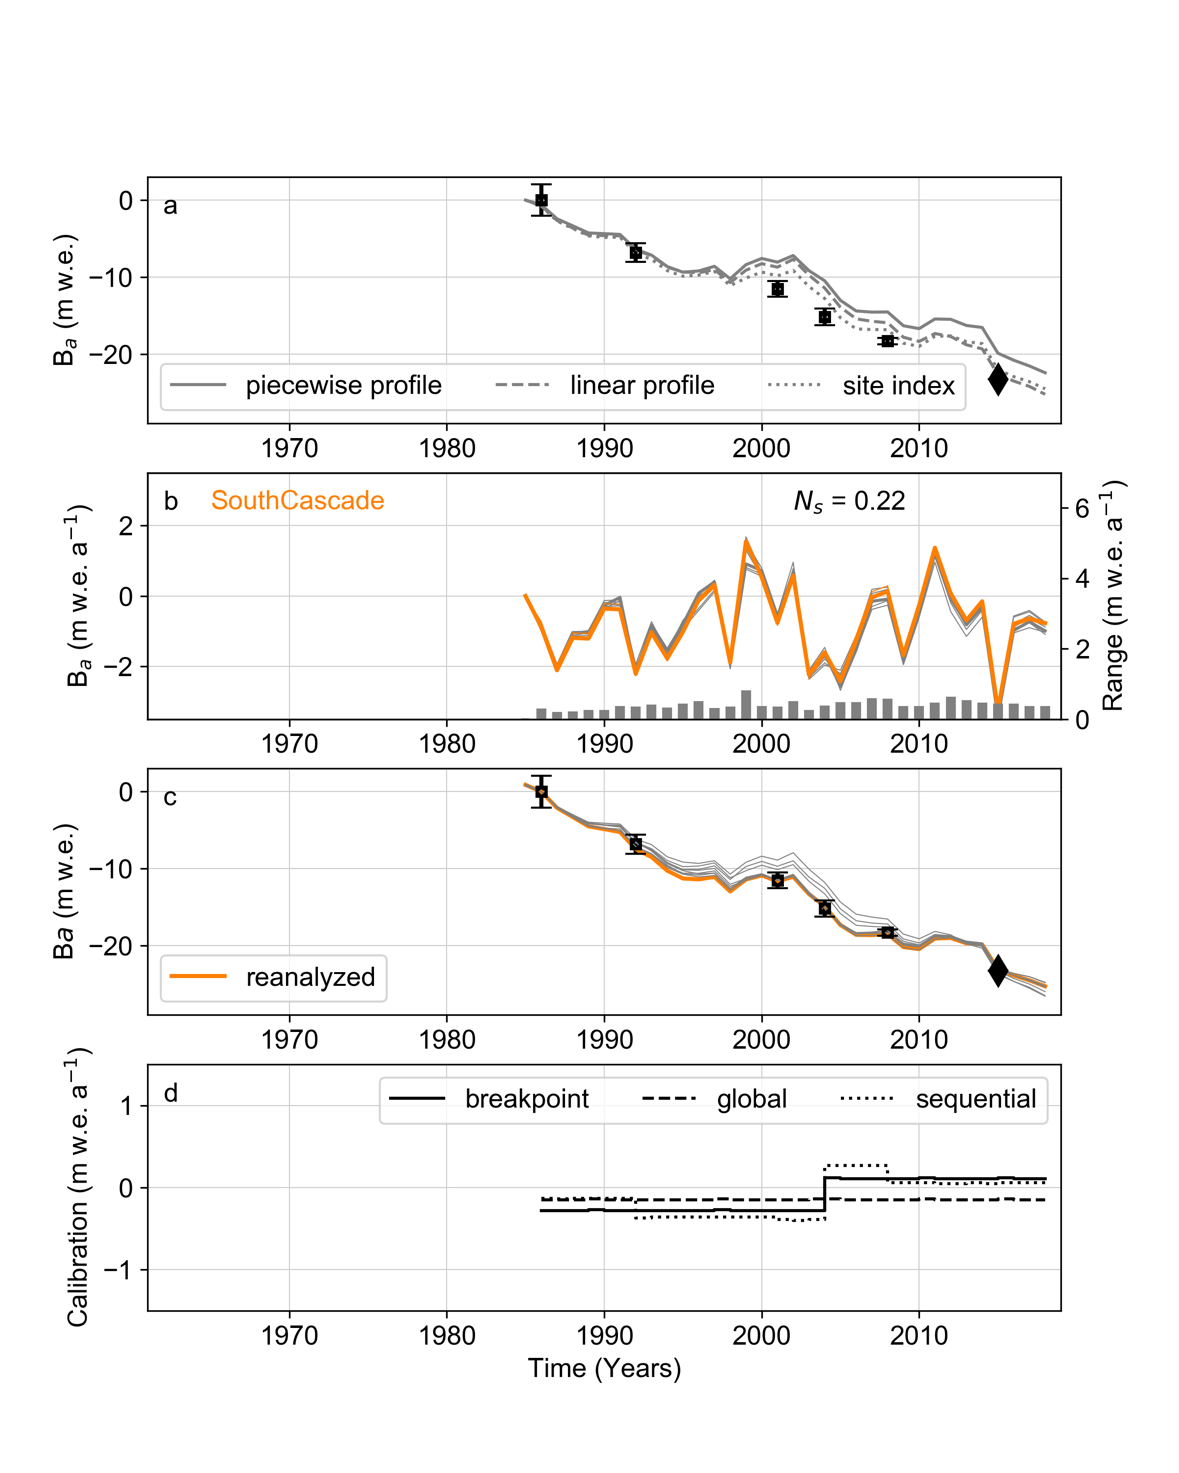 a
B_a (m w.e.)
0
−10
−20
piecewise profile linear profile site index
1970 1980 1990 2000 2010
b SouthCascade N_s = 0.22
B_a (m w.e. a⁻¹)
2
0
−2
6
4
2
0
Range (m w.e. a⁻¹)
1970 1980 1990 2000 2010
c
Ba (m w.e.)
0
−10
−20
reanalyzed
1970 1980 1990 2000 2010
d
Calibration (m w.e. a⁻¹)
1
0
−1
breakpoint global sequential
1970 1980 1990 2000 2010
Time (Years)